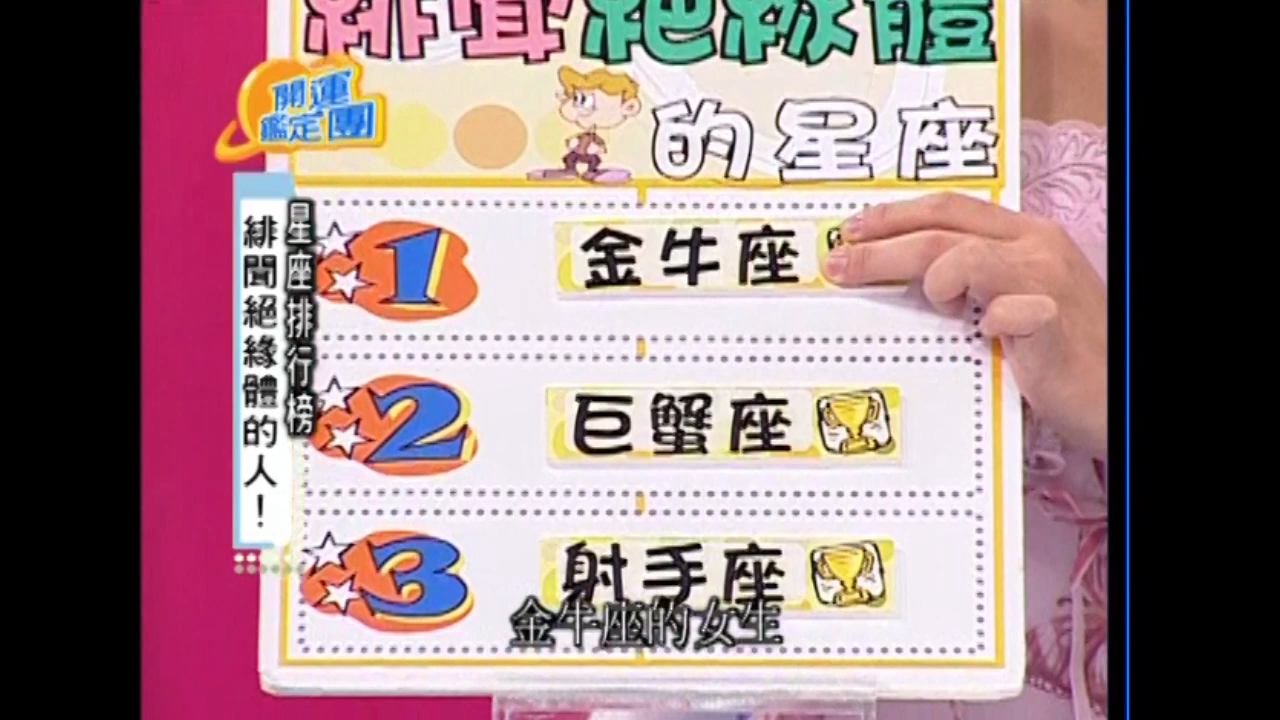 緋聞絕緣體
的星座
開運
鑑定團
星座排行榜
緋聞絕緣體的人！
1 金牛座
2 巨蟹座
3 射手座
金牛座的女生